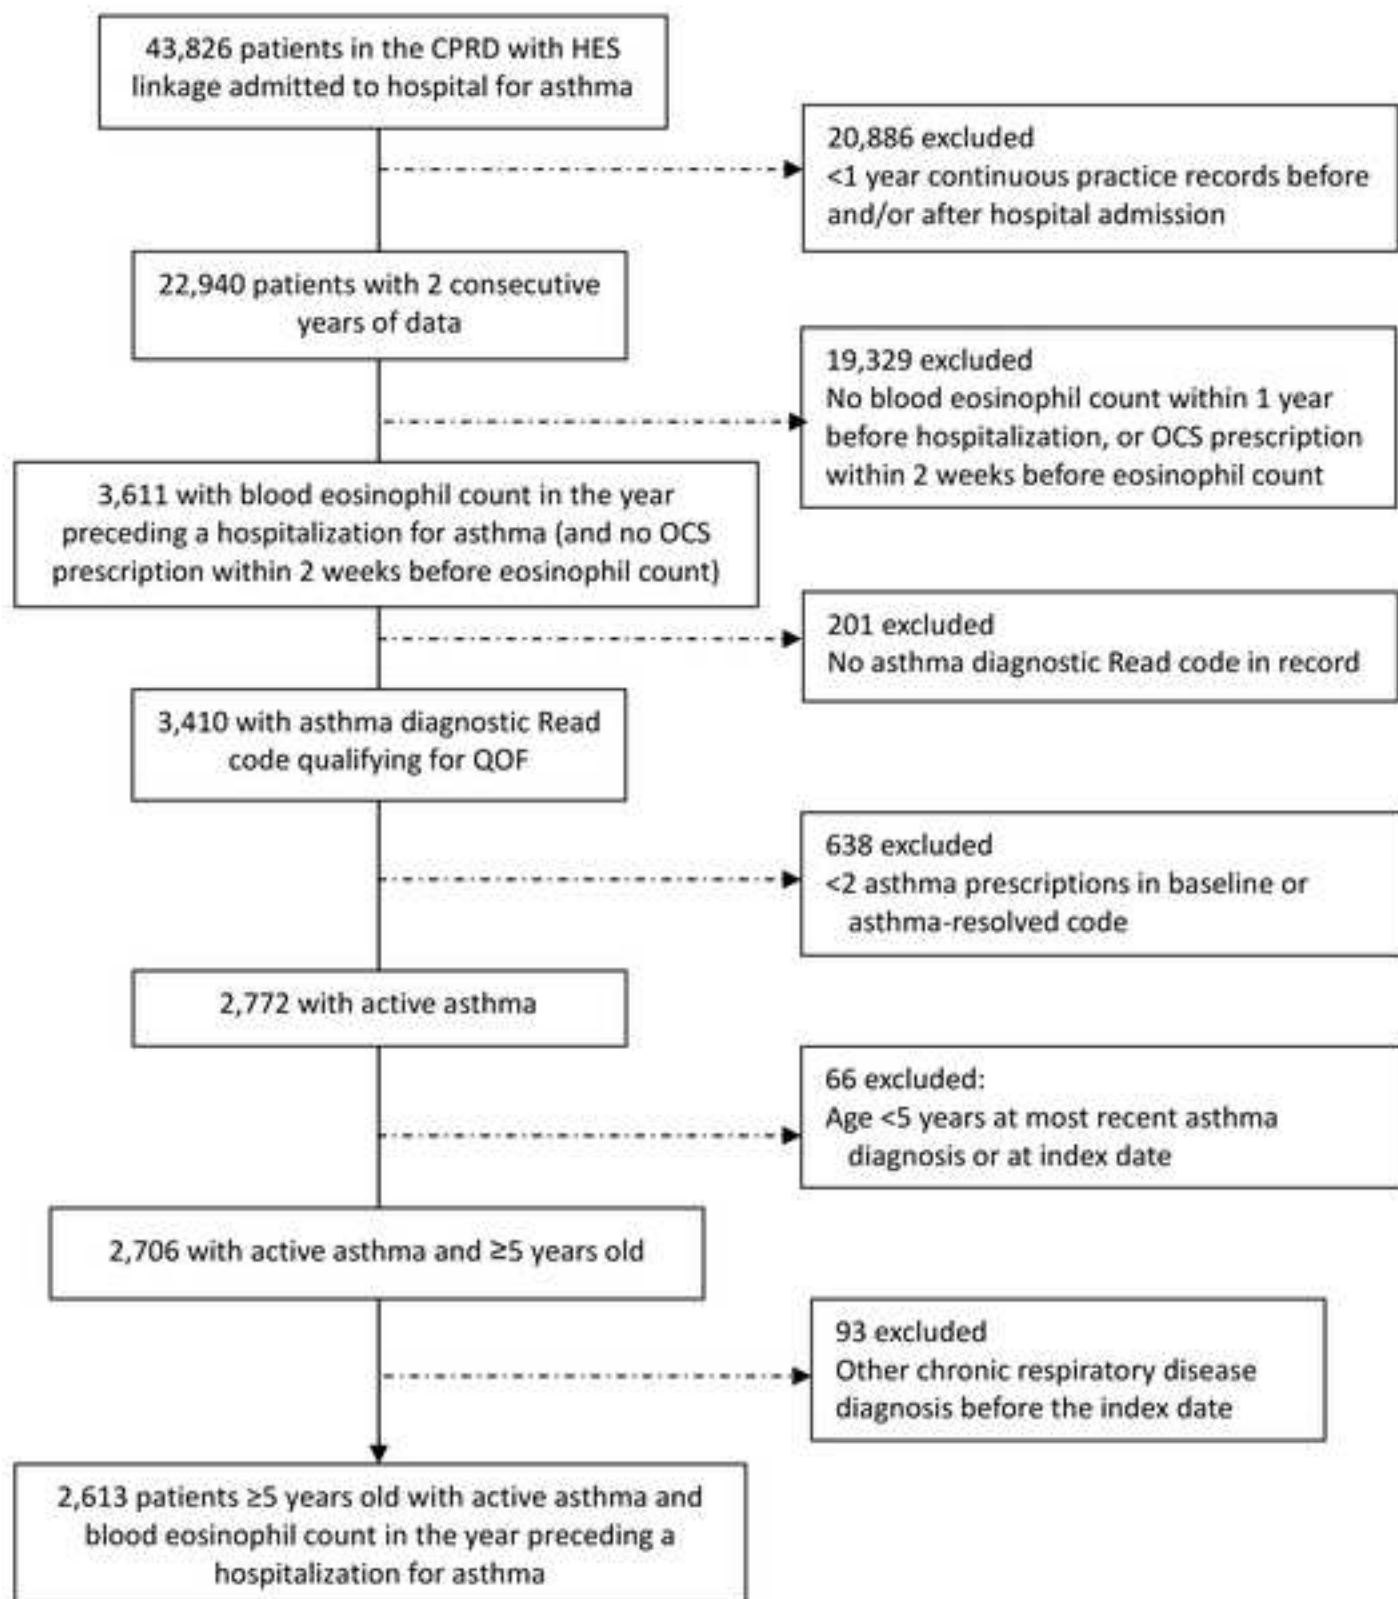 43,826 patients in the CPRD with HES
linkage admitted to hospital for asthma
20,886 excluded
<1 year continuous practice records before
and/or after hospital admission
22,940 patients with 2 consecutive
years of data
19,329 excluded
No blood eosinophil count within 1 year
before hospitalization, or OCS prescription
within 2 weeks before eosinophil count
3,611 with blood eosinophil count in the year
preceding a hospitalization for asthma (and no OCS
prescription within 2 weeks before eosinophil count)
201 excluded
No asthma diagnostic Read code in record
3,410 with asthma diagnostic Read
code qualifying for QOF
638 excluded
<2 asthma prescriptions in baseline or
asthma-resolved code
2,772 with active asthma
66 excluded:
Age <5 years at most recent asthma
diagnosis or at index date
2,706 with active asthma and ≥5 years old
93 excluded
Other chronic respiratory disease
diagnosis before the index date
2,613 patients ≥5 years old with active asthma and
blood eosinophil count in the year preceding a
hospitalization for asthma